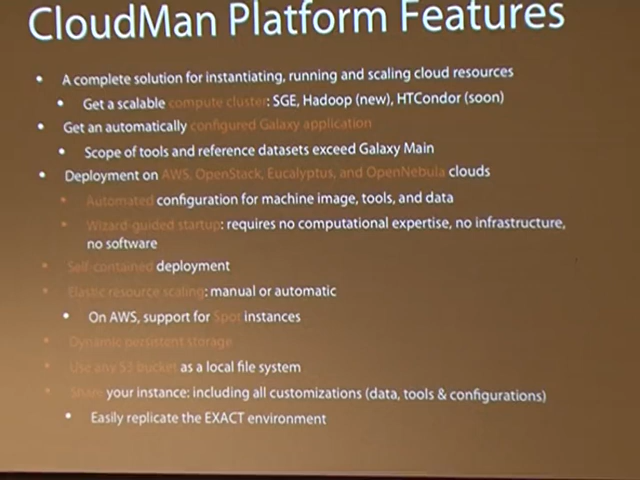 CloudMan Platform Features
• A complete solution for instantiating, running and scaling cloud resources
• Get a scalable compute cluster: SGE, Hadoop (new), HTCondor (soon)
• Get an automatically configured Galaxy application
• Scope of tools and reference datasets exceed Galaxy Main
• Deployment on AWS, OpenStack, Eucalyptus, and OpenNebula clouds
• Automated configuration for machine image, tools, and data
• Wizard-guided startup: requires no computational expertise, no infrastructure,
no software
• Self-contained deployment
• Elastic resource scaling: manual or automatic
• On AWS, support for Spot instances
• Dynamic persistent storage
• Use any S3 bucket as a local file system
• Share your instance: including all customizations (data, tools & configurations)
• Easily replicate the EXACT environment